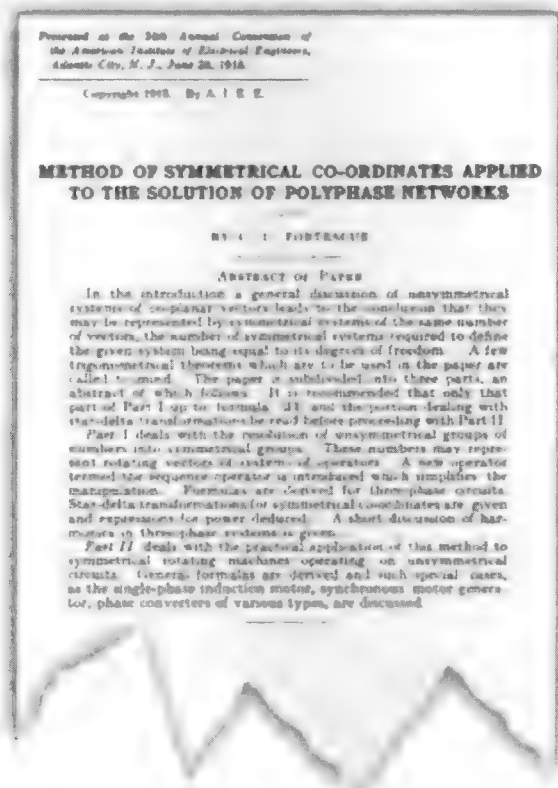 Presented at the 34th Annual Convention of
the American Institute of Electrical Engineers,
Atlantic City, N. J., June 28, 1918.
Copyright 1918. By A. I. E. E.
METHOD OF SYMMETRICAL CO-ORDINATES APPLIED
TO THE SOLUTION OF POLYPHASE NETWORKS
BY C. L. FORTESCUE
ABSTRACT OF PAPER
In the introduction a general discussion of unsymmetrical
systems of co-planar vectors leads to the conclusion that they
may be represented by symmetrical systems of the same number
of vectors, the number of symmetrical systems required to define
the given system being equal to its degrees of freedom. A few
trigonometrical theorems which are to be used in the paper are
called to mind. The paper is subdivided into three parts, an
abstract of which follows. It is recommended that only that
part of Part I up to formula and the portion dealing with
star-delta transformations be read before proceeding with Part II.
Part I deals with the resolution of unsymmetrical groups of
numbers into symmetrical groups. These numbers may repre-
sent rotating vectors of systems of operators. A new operator
termed the sequence operator is introduced which simplifies the
manipulation. Formulas are derived for three-phase circuits.
Star-delta transformations for symmetrical co-ordinates are given
and expressions for power deduced. A short discussion of har-
monics in three-phase systems is given.
Part II deals with the practical application of this method to
symmetrical rotating machines operating on unsymmetrical
circuits. General formulas are derived and such special cases,
as the single-phase induction motor, synchronous motor-genera-
tor, phase converters of various types, are discussed.